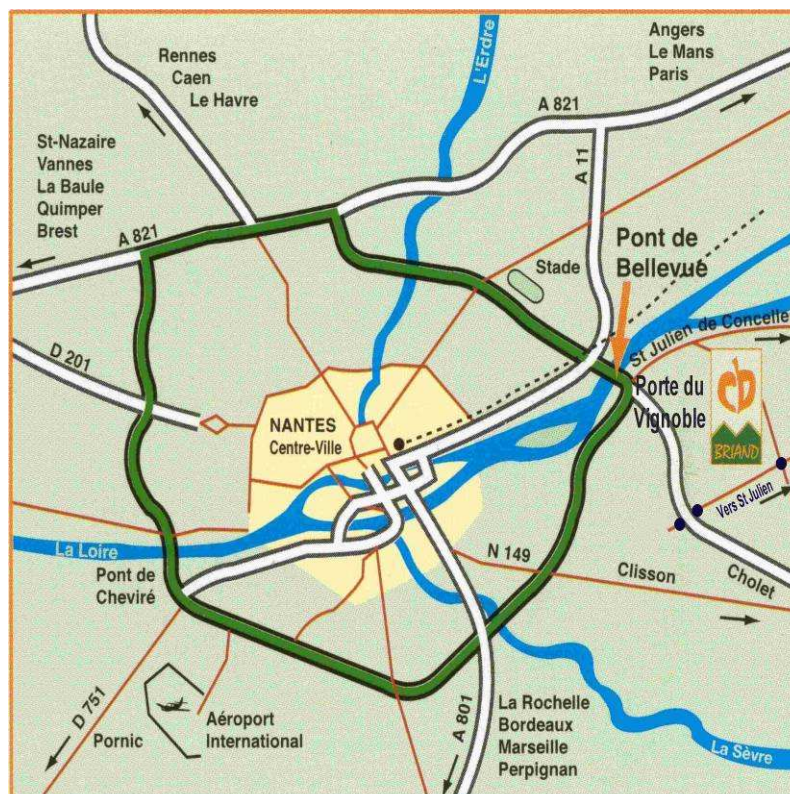 Rennes
Caen
Le Havre
L'Erdre
Angers
Le Mans
Paris
A 821
St-Nazaire
Vannes
La Baule
Quimper
Brest
A 821
A 11
Pont de
Bellevue
Stade
St Julien de Concelle
D 201
Porte du
Vignoble
cb
BRIAND
NANTES
Centre-Ville
Vers St Julien
La Loire
Pont de
Cheviré
N 149
Clisson
Cholet
D 751
Pornic
Aéroport
International
A 801
La Rochelle
Bordeaux
Marseille
Perpignan
La Sèvre